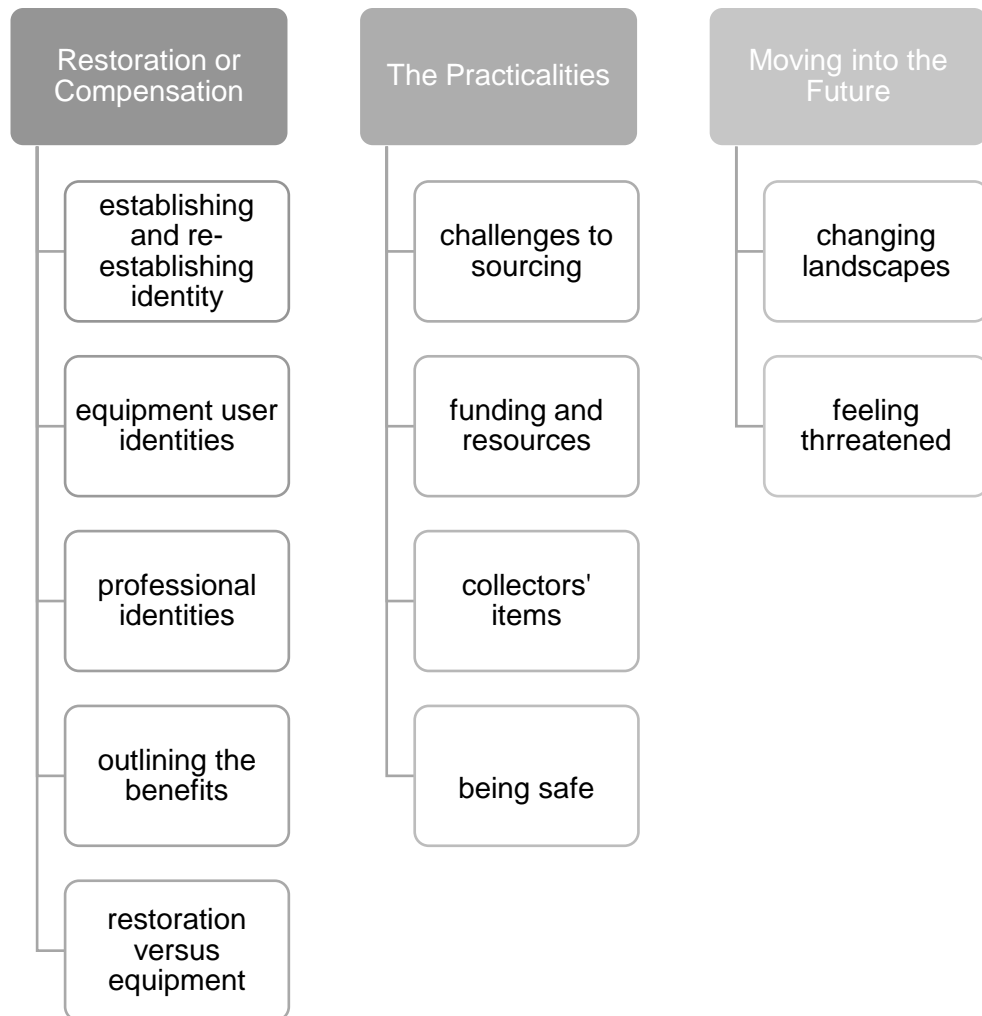 Restoration or
Compensation
establishing
and re-
establishing
identity
equipment user
identities
professional
identities
outlining the
benefits
restoration
versus
equipment
The Practicalities
challenges to
sourcing
funding and
resources
collectors'
items
being safe
Moving into the
Future
changing
landscapes
feeling
thrreatened